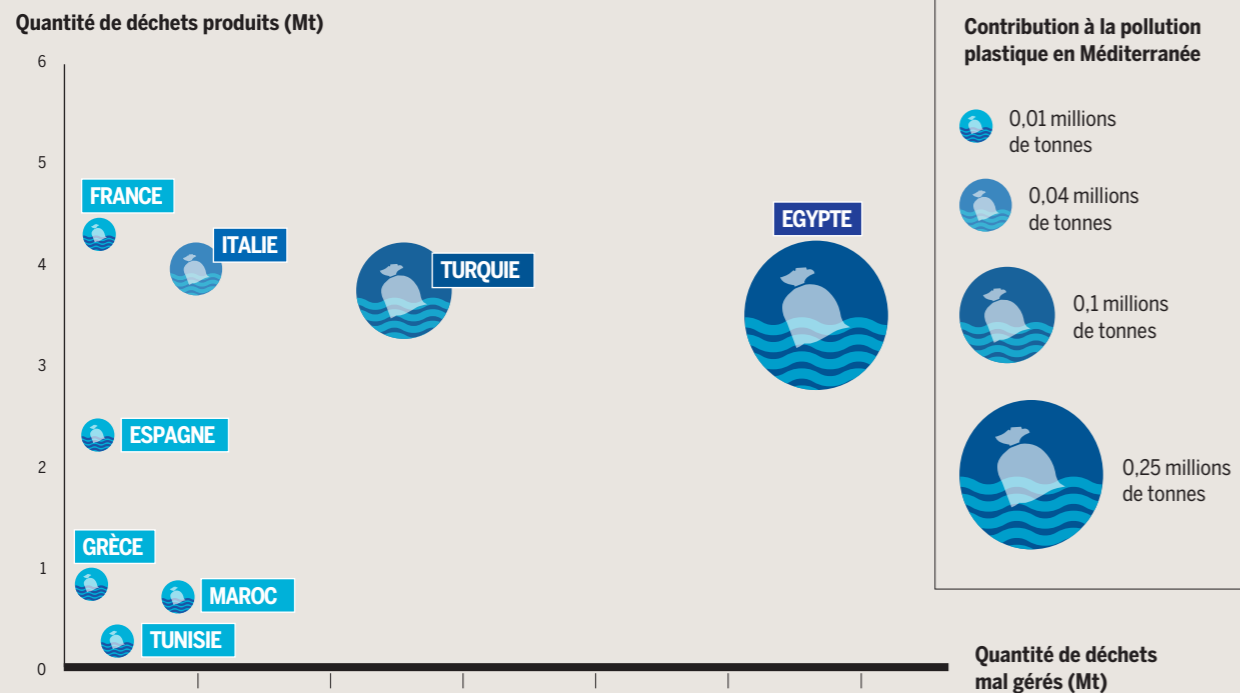 Quantité de déchets produits (Mt)
6
5
4
3
2
1
0
FRANCE
ITALIE
TURQUIE
EGYPTE
ESPAGNE
GRÈCE
MAROC
TUNISIE
Quantité de déchets
mal gérés (Mt)
Contribution à la pollution
plastique en Méditerranée
0,01 millions
de tonnes
0,04 millions
de tonnes
0,1 millions
de tonnes
0,25 millions
de tonnes